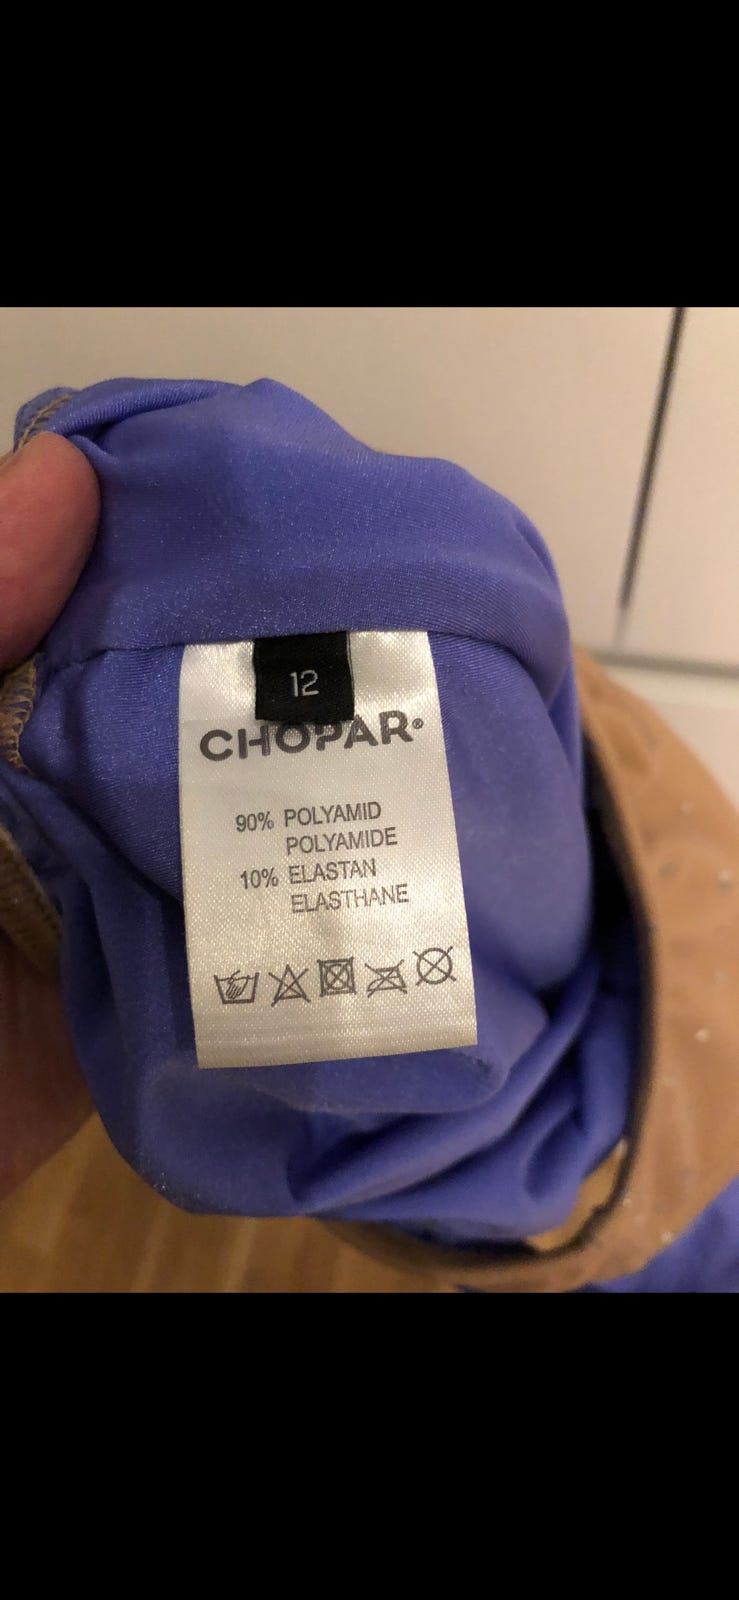 12
CHOPAR®
90% POLYAMID
POLYAMIDE
10% ELASTAN
ELASTHANE